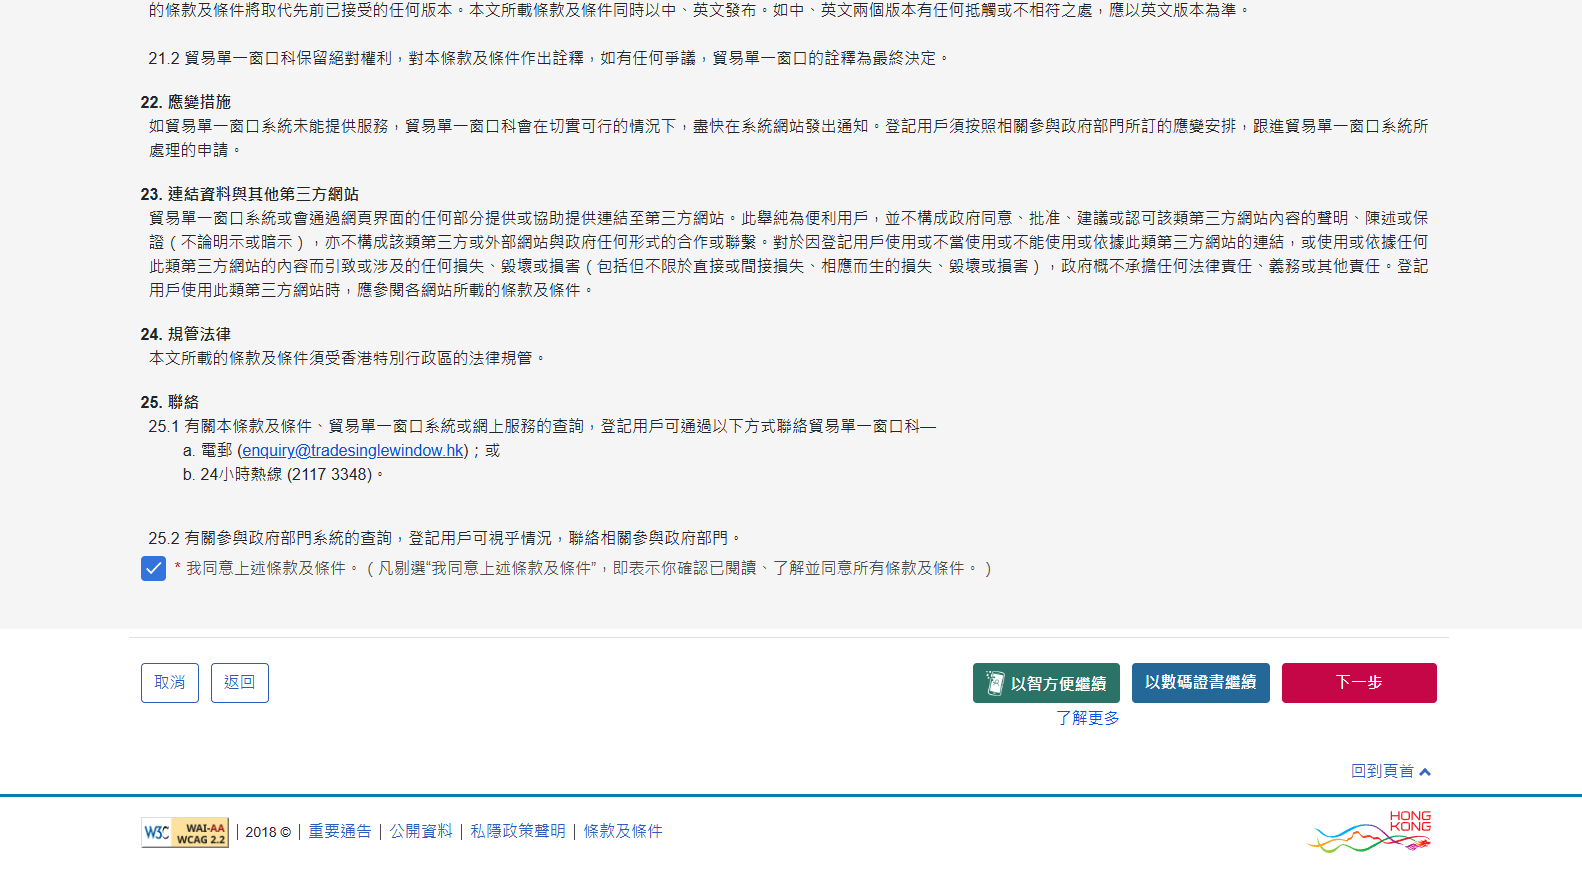 的條款及條件將取代先前已接受的任何版本。本文所載條款及條件同時以中、英文發布。如中、英文兩個版本有任何抵觸或不相符之處，應以英文版本為準。
21.2 貿易單一窗口科保留絕對權利，對本條款及條件作出詮釋，如有任何爭議，貿易單一窗口的詮釋為最終決定。
22. 應變措施
如貿易單一窗口系統未能提供服務，貿易單一窗口科會在切實可行的情況下，盡快在系統網站發出通知。登記用戶須按照相關參與政府部門所訂的應變安排，跟進貿易單一窗口系統所
處理的申請。
23. 連結資料與其他第三方網站
貿易單一窗口系統或會通過網頁界面的任何部分提供或協助提供連結至第三方網站。此舉純為便利用戶，並不構成政府同意、批准、建議或認可該類第三方網站內容的聲明、陳述或保
證（不論明示或暗示），亦不構成該類第三方或外部網站與政府任何形式的合作或聯繫。對於因登記用戶使用或不當使用或不能使用或依據此類第三方網站的連結，或使用或依據任何
此類第三方網站的內容而引致或涉及的任何損失、毀壞或損害（包括但不限於直接或間接損失、相應而生的損失、毀壞或損害），政府概不承擔任何法律責任、義務或其他責任。登記
用戶使用此類第三方網站時，應參閱各網站所載的條款及條件。
24. 規管法律
本文所載的條款及條件須受香港特別行政區的法律規管。
25. 聯絡
25.1 有關本條款及條件、貿易單一窗口系統或網上服務的查詢，登記用戶可通過以下方式聯絡貿易單一窗口科—
a. 電郵 (enquiry@tradesinglewindow.hk)；或
b. 24小時熱線 (2117 3348)。
25.2 有關參與政府部門系統的查詢，登記用戶可視乎情況，聯絡相關參與政府部門。
* 我同意上述條款及條件。（凡剔選“我同意上述條款及條件”，即表示你確認已閱讀、了解並同意所有條款及條件。）
取消 返回 以智方便繼續 以數碼證書繼續 下一步
了解更多
回到頁首
W3C WAI-AA WCAG 2.2 | 2018 © | 重要通告 | 公開資料 | 私隱政策聲明 | 條款及條件
HONG
KONG